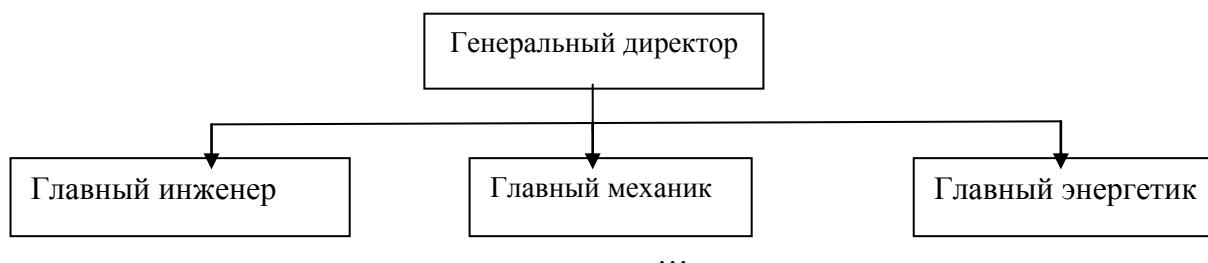 Генеральный директор
Главный инженер
Главный механик
Главный энергетик
...